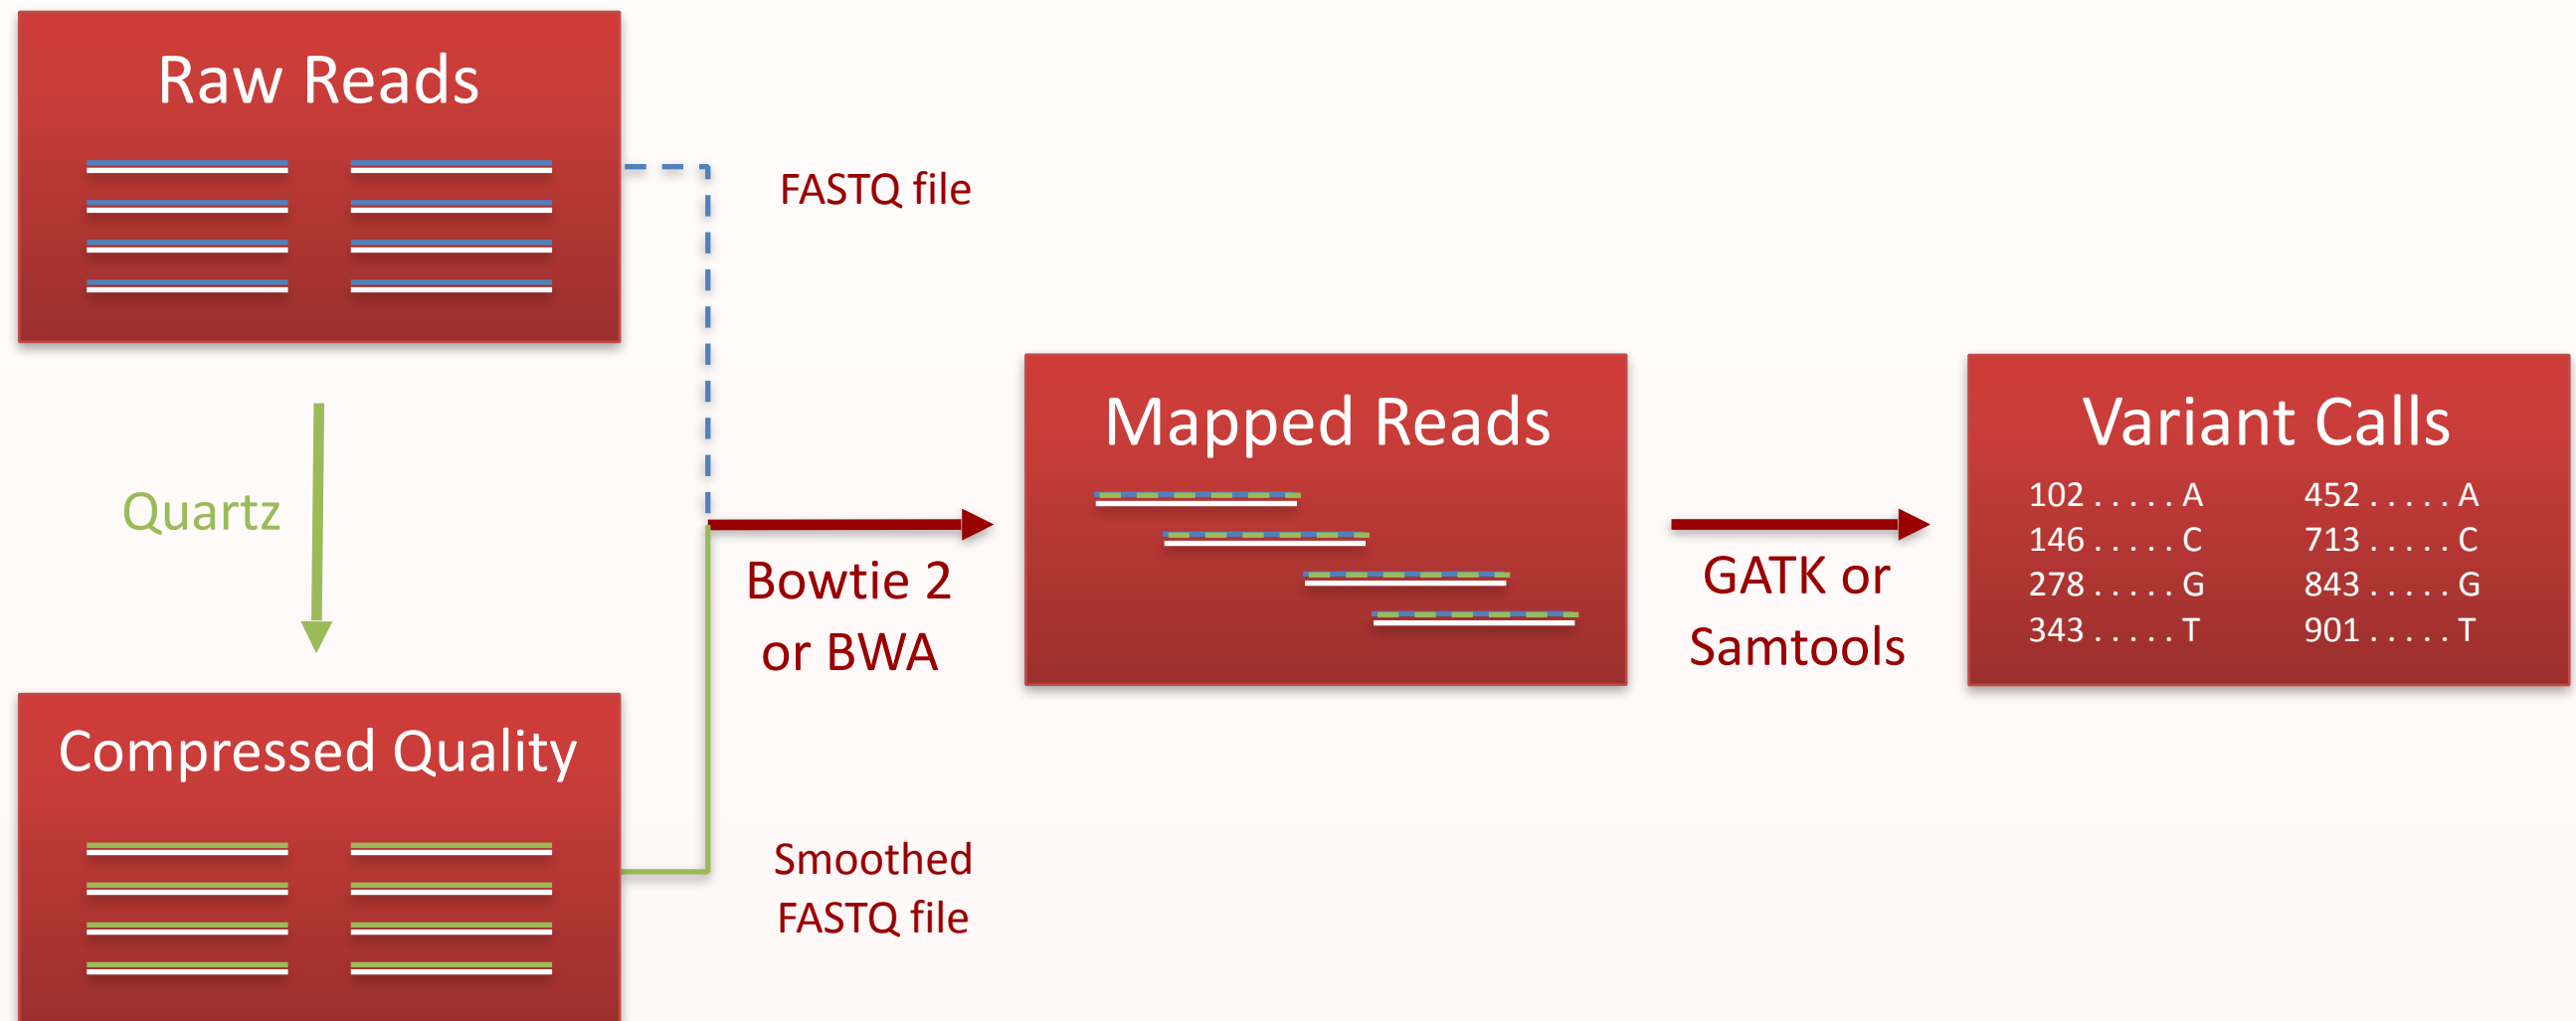 Raw Reads
FASTQ file
Quartz
Compressed Quality
Smoothed
FASTQ file
Bowtie 2
or BWA
Mapped Reads
GATK or
Samtools
Variant Calls
102 . . . . . A 452 . . . . . A
146 . . . . . C 713 . . . . . C
278 . . . . . G 843 . . . . . G
343 . . . . . T 901 . . . . . T